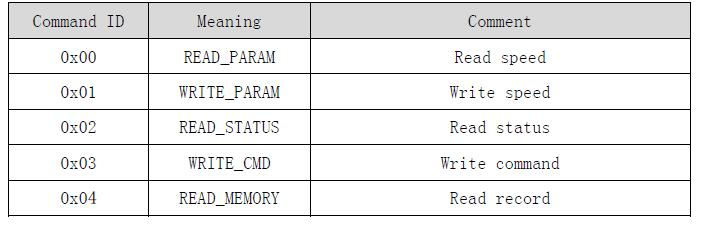 Command ID Meaning Comment
0x00 READ_PARAM Read speed
0x01 WRITE_PARAM Write speed
0x02 READ_STATUS Read status
0x03 WRITE_CMD Write command
0x04 READ_MEMORY Read record